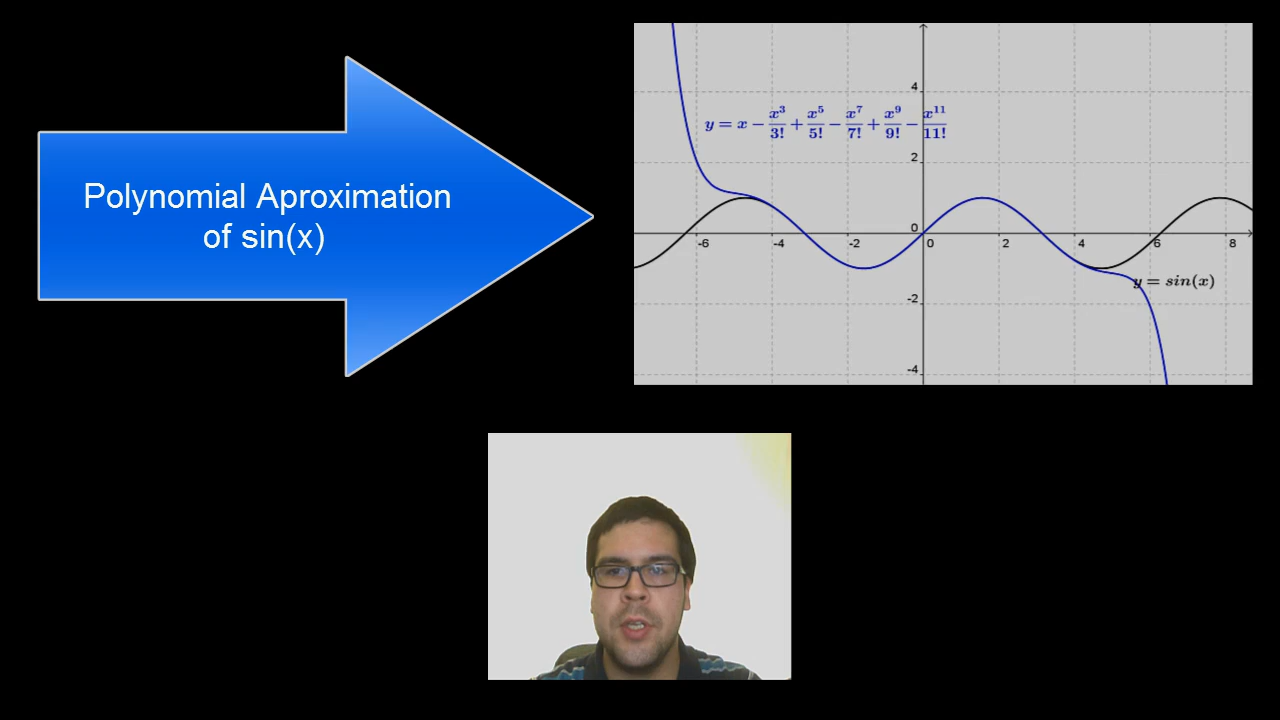 Polynomial Aproximation
of sin(x)
y = x - x³/3! + x⁵/5! - x⁷/7! + x⁹/9! - x¹¹/11!
4
2
0
-6 -4 -2 0 2 4 6 8
y = sin(x)
-2
-4